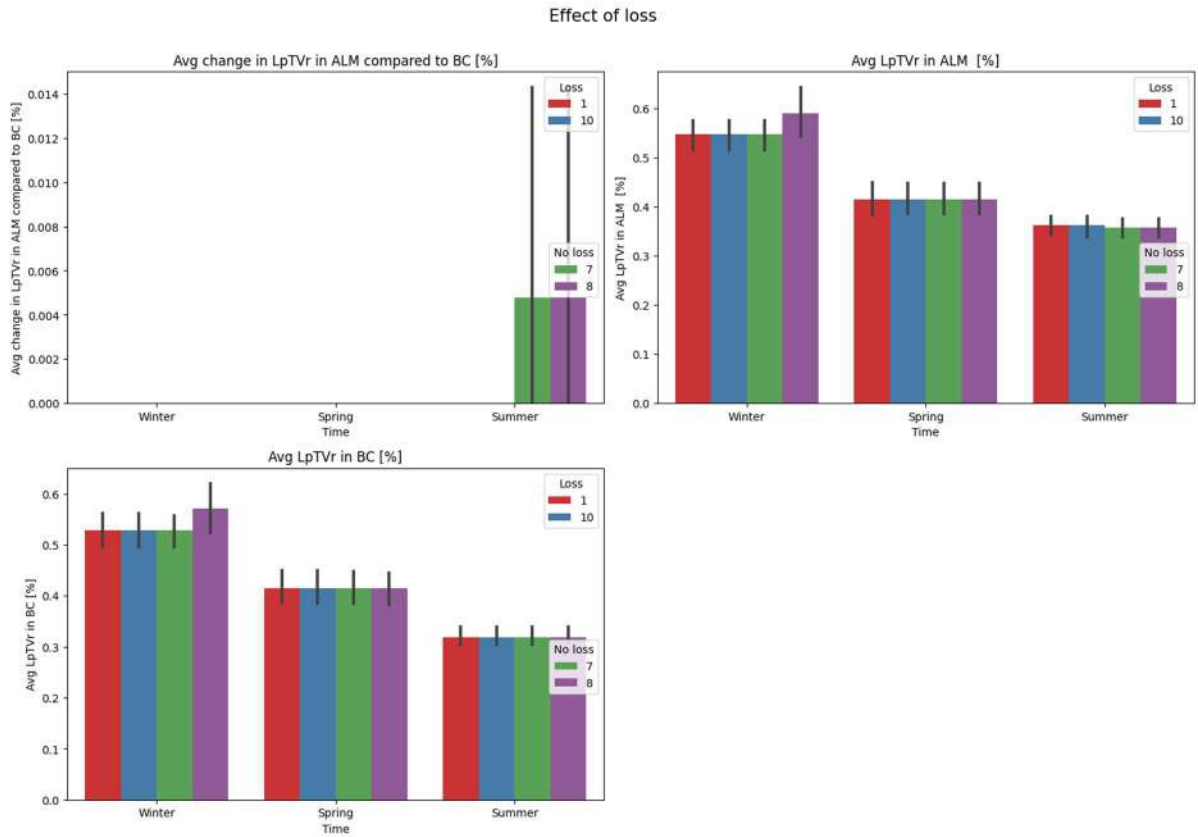 Effect of loss
Avg change in LpTVr in ALM compared to BC [%]
Avg change in LpTVr in ALM compared to BC [%]
0.014
0.012
0.010
0.008
0.006
0.004
0.002
0.000
Loss
1
10
No loss
7
8
Winter Spring Summer
Time
Avg LpTVr in ALM [%]
Avg LpTVr in ALM [%]
0.6
0.5
0.4
0.3
0.2
0.1
0.0
Loss
1
10
No loss
7
8
Winter Spring Summer
Time
Avg LpTVr in BC [%]
Avg LpTVr in BC [%]
0.6
0.5
0.4
0.3
0.2
0.1
0.0
Loss
1
10
No loss
7
8
Winter Spring Summer
Time